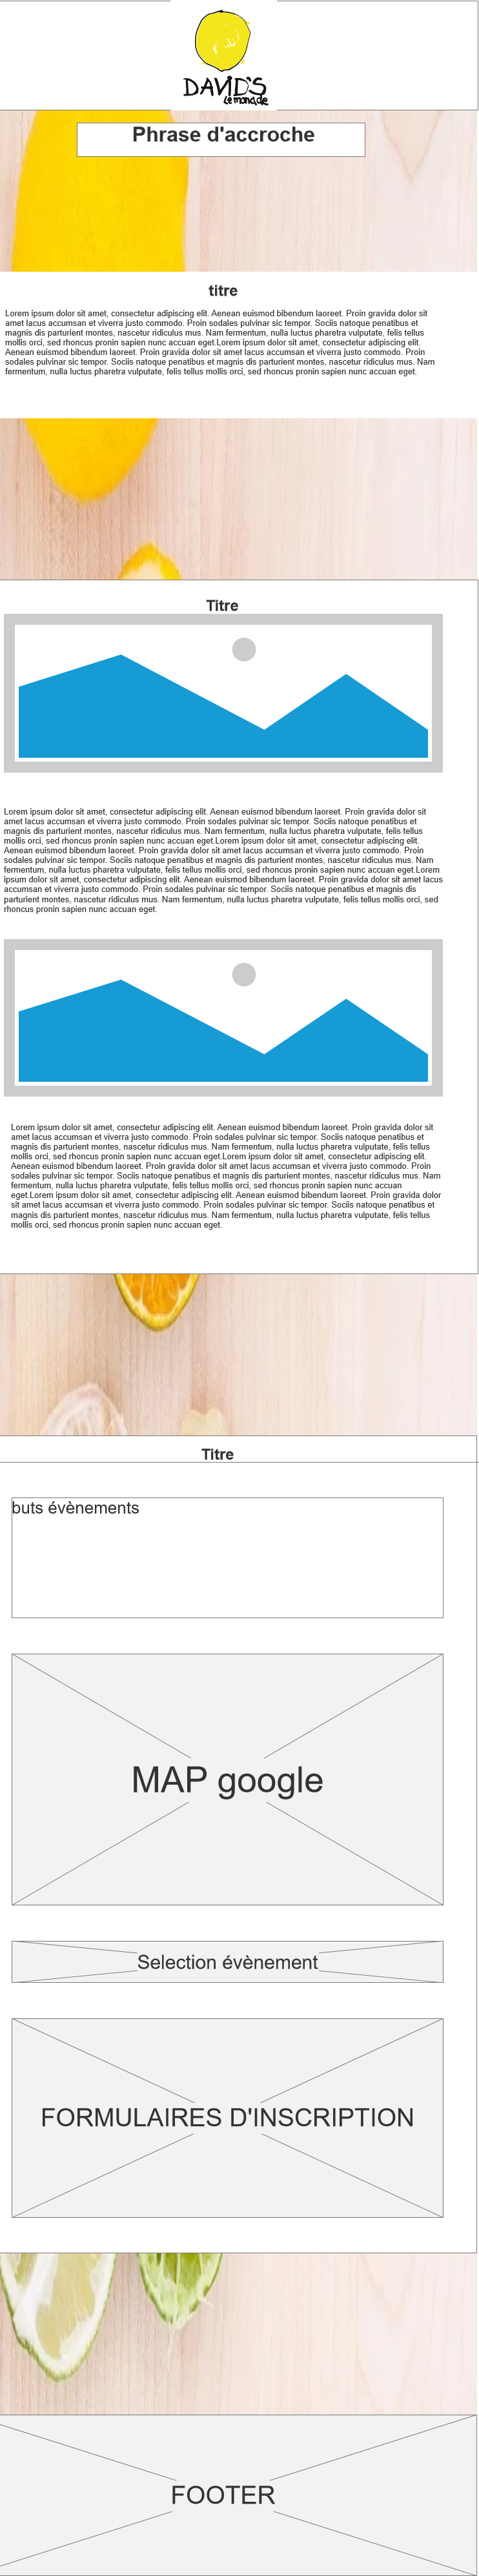 DAVID'S
Lemonade
Phrase d'accroche
titre
Lorem ipsum dolor sit amet, consectetur adipiscing elit. Aenean euismod bibendum laoreet. Proin gravida dolor sit
amet lacus accumsan et viverra justo commodo. Proin sodales pulvinar sic tempor. Sociis natoque penatibus et
magnis dis parturient montes, nascetur ridiculus mus. Nam fermentum, nulla luctus pharetra vulputate, felis tellus
mollis orci, sed rhoncus pronin sapien nunc accuan eget.Lorem ipsum dolor sit amet, consectetur adipiscing elit.
Aenean euismod bibendum laoreet. Proin gravida dolor sit amet lacus accumsan et viverra justo commodo. Proin
sodales pulvinar sic tempor. Sociis natoque penatibus et magnis dis parturient montes, nascetur ridiculus mus. Nam
fermentum, nulla luctus pharetra vulputate, felis tellus mollis orci, sed rhoncus pronin sapien nunc accuan eget.
Titre
Lorem ipsum dolor sit amet, consectetur adipiscing elit. Aenean euismod bibendum laoreet. Proin gravida dolor sit
amet lacus accumsan et viverra justo commodo. Proin sodales pulvinar sic tempor. Sociis natoque penatibus et
magnis dis parturient montes, nascetur ridiculus mus. Nam fermentum, nulla luctus pharetra vulputate, felis tellus
mollis orci, sed rhoncus pronin sapien nunc accuan eget.Lorem ipsum dolor sit amet, consectetur adipiscing elit.
Aenean euismod bibendum laoreet. Proin gravida dolor sit amet lacus accumsan et viverra justo commodo. Proin
sodales pulvinar sic tempor. Sociis natoque penatibus et magnis dis parturient montes, nascetur ridiculus mus. Nam
fermentum, nulla luctus pharetra vulputate, felis tellus mollis orci, sed rhoncus pronin sapien nunc accuan eget.Lorem
ipsum dolor sit amet, consectetur adipiscing elit. Aenean euismod bibendum laoreet. Proin gravida dolor sit amet lacus
accumsan et viverra justo commodo. Proin sodales pulvinar sic tempor. Sociis natoque penatibus et magnis dis
parturient montes, nascetur ridiculus mus. Nam fermentum, nulla luctus pharetra vulputate, felis tellus mollis orci, sed
rhoncus pronin sapien nunc accuan eget.
Lorem ipsum dolor sit amet, consectetur adipiscing elit. Aenean euismod bibendum laoreet. Proin gravida dolor sit
amet lacus accumsan et viverra justo commodo. Proin sodales pulvinar sic tempor. Sociis natoque penatibus et
magnis dis parturient montes, nascetur ridiculus mus. Nam fermentum, nulla luctus pharetra vulputate, felis tellus
mollis orci, sed rhoncus pronin sapien nunc accuan eget.Lorem ipsum dolor sit amet, consectetur adipiscing elit.
Aenean euismod bibendum laoreet. Proin gravida dolor sit amet lacus accumsan et viverra justo commodo. Proin
sodales pulvinar sic tempor. Sociis natoque penatibus et magnis dis parturient montes, nascetur ridiculus mus. Nam
fermentum, nulla luctus pharetra vulputate, felis tellus mollis orci, sed rhoncus pronin sapien nunc accuan
eget.Lorem ipsum dolor sit amet, consectetur adipiscing elit. Aenean euismod bibendum laoreet. Proin gravida dolor
sit amet lacus accumsan et viverra justo commodo. Proin sodales pulvinar sic tempor. Sociis natoque penatibus et
magnis dis parturient montes, nascetur ridiculus mus. Nam fermentum, nulla luctus pharetra vulputate, felis tellus
mollis orci, sed rhoncus pronin sapien nunc accuan eget.
Titre
buts évènements
MAP google
Selection évènement
FORMULAIRES D'INSCRIPTION
FOOTER